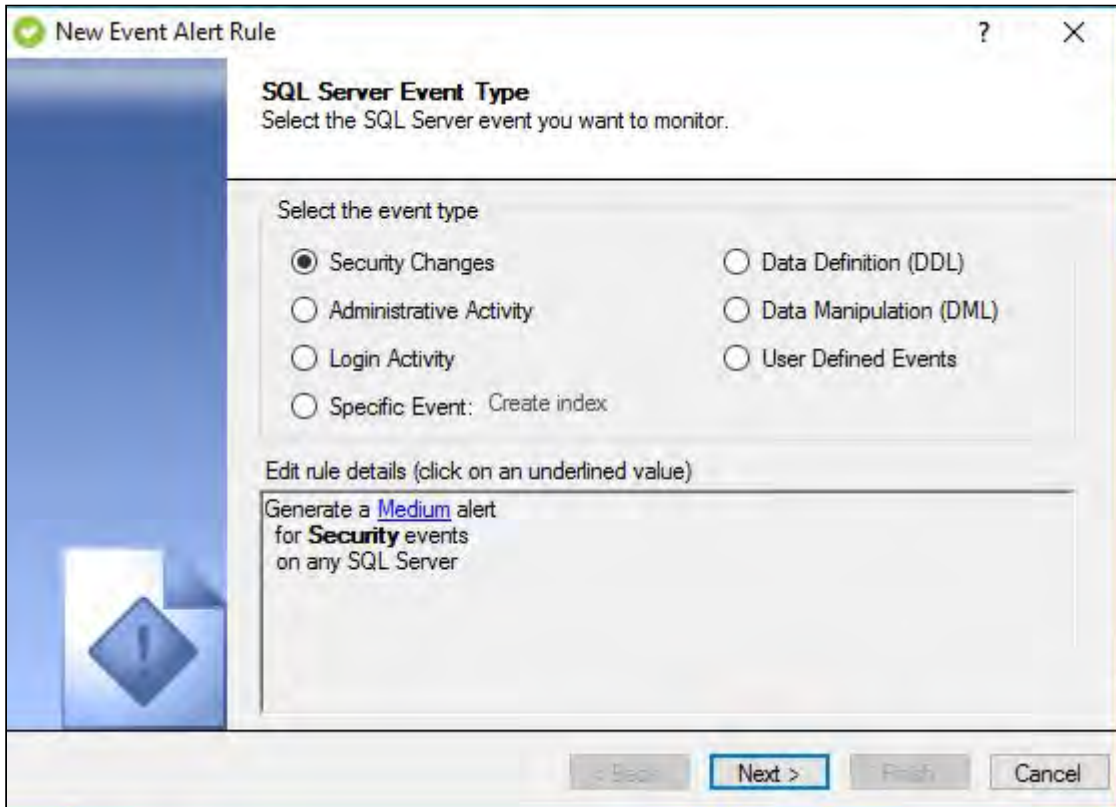 New Event Alert Rule
?
SQL Server Event Type
Select the SQL Server event you want to monitor.
Select the event type
Security Changes
Data Definition (DDL)
Administrative Activity
Data Manipulation (DML)
Login Activity
User Defined Events
Specific Event: Create index
Edit rule details (click on an underlined value)
Generate a Medium alert
for Security events
on any SQL Server
< Back
Next >
Finish
Cancel